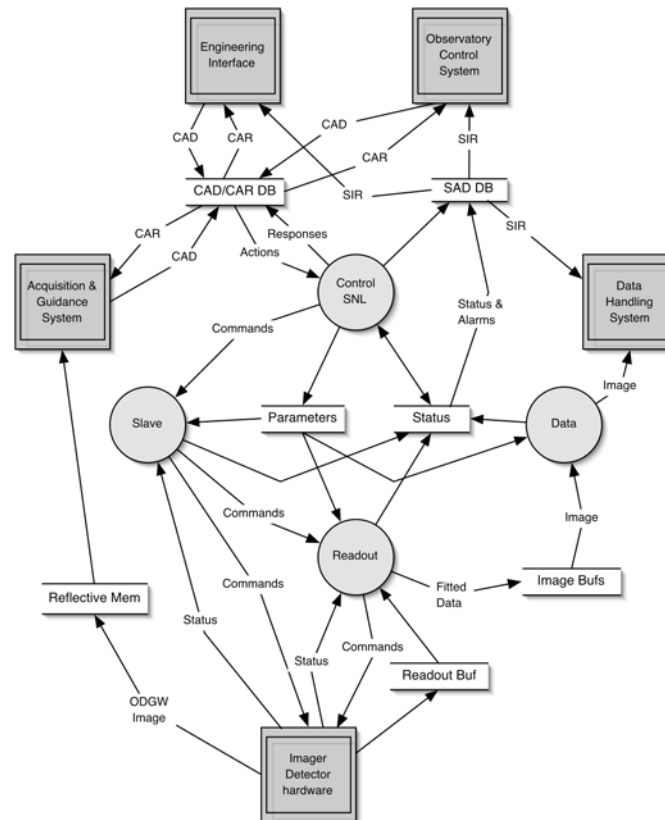 Engineering
Interface
Observatory
Control
System
CAD
CAR
CAD
CAR
SIR
SIR
CAD/CAR DB
SAD DB
CAR
CAD
Actions
Responses
SIR
Acquisition &
Guidance
System
Control
SNL
Status &
Alarms
Data
Handling
System
Commands
Image
Slave
Parameters
Status
Data
Commands
Image
Readout
Commands
Fitted
Data
Image Bufs
Reflective Mem
Status
Status
Commands
Readout Buf
ODGW
Image
Imager
Detector
hardware